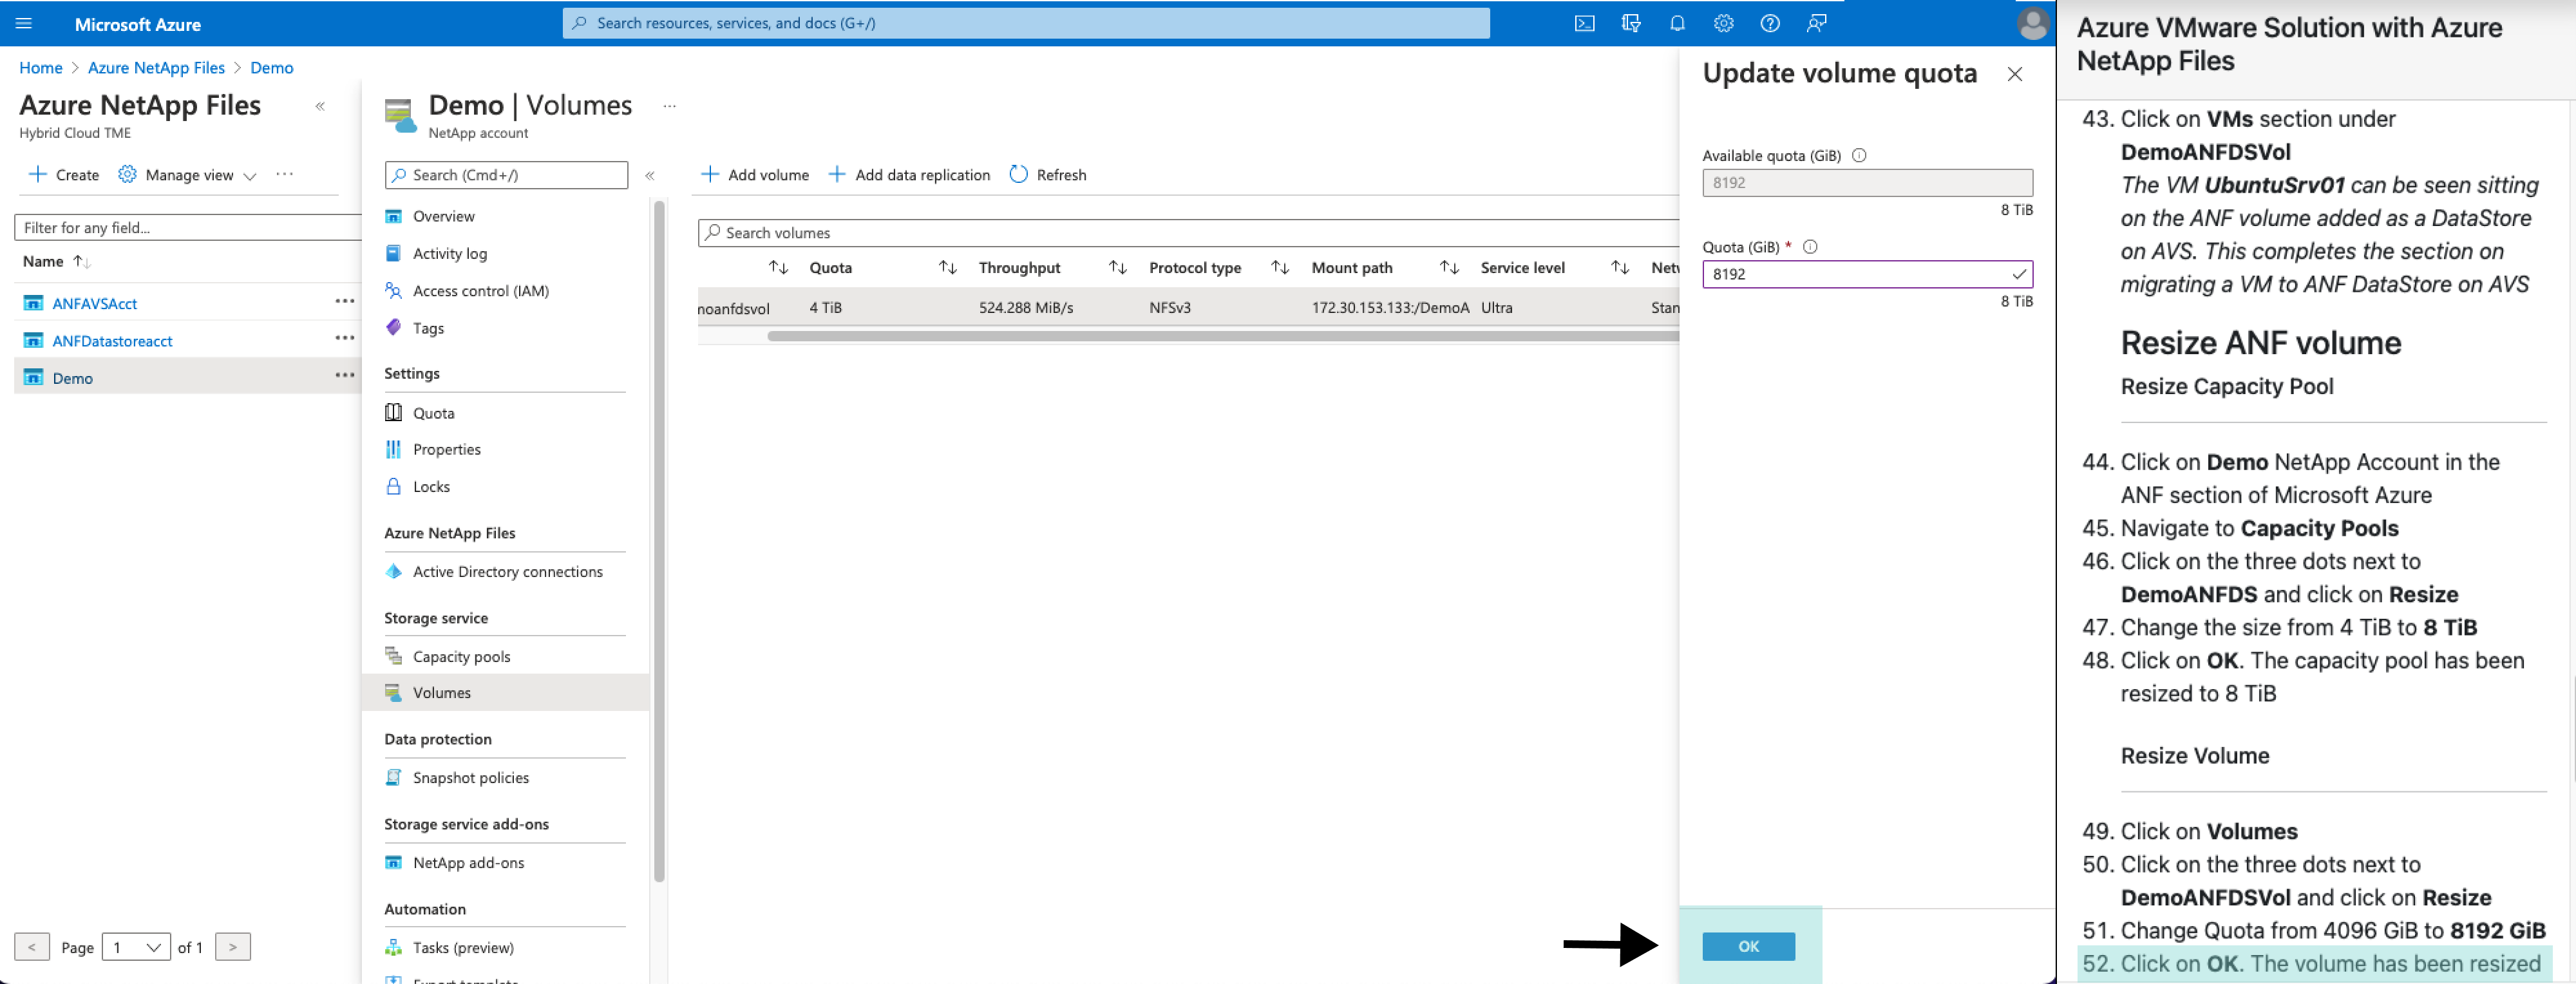 Microsoft Azure
Search resources, services, and docs (G+/)
Home > Azure NetApp Files > Demo
Azure NetApp Files
Hybrid Cloud TME
Create
Manage view
Filter for any field...
Name
ANFAVSAcct
ANFDatastoreacct
Demo
< Page 1 of 1 >
Demo | Volumes
NetApp account
Search (Cmd+/)
Overview
Activity log
Access control (IAM)
Tags
Settings
Quota
Properties
Locks
Azure NetApp Files
Active Directory connections
Storage service
Capacity pools
Volumes
Data protection
Snapshot policies
Storage service add-ons
NetApp add-ons
Automation
Tasks (preview)
Export template
Add volume
Add data replication
Refresh
Search volumes
Quota Throughput Protocol type Mount path Service level Netw
noanfdsvol 4 TiB 524.288 MiB/s NFSv3 172.30.153.133:/DemoA Ultra Stan
Update volume quota
Available quota (GiB)
8192
8 TiB
Quota (GiB) *
8192
8 TiB
OK
Azure VMware Solution with Azure
NetApp Files
43. Click on VMs section under
DemoANFDSVol
The VM UbuntuSrv01 can be seen sitting
on the ANF volume added as a DataStore
on AVS. This completes the section on
migrating a VM to ANF DataStore on AVS
Resize ANF volume
Resize Capacity Pool
44. Click on Demo NetApp Account in the
ANF section of Microsoft Azure
45. Navigate to Capacity Pools
46. Click on the three dots next to
DemoANFDS and click on Resize
47. Change the size from 4 TiB to 8 TiB
48. Click on OK. The capacity pool has been
resized to 8 TiB
Resize Volume
49. Click on Volumes
50. Click on the three dots next to
DemoANFDSVol and click on Resize
51. Change Quota from 4096 GiB to 8192 GiB
52. Click on OK. The volume has been resized